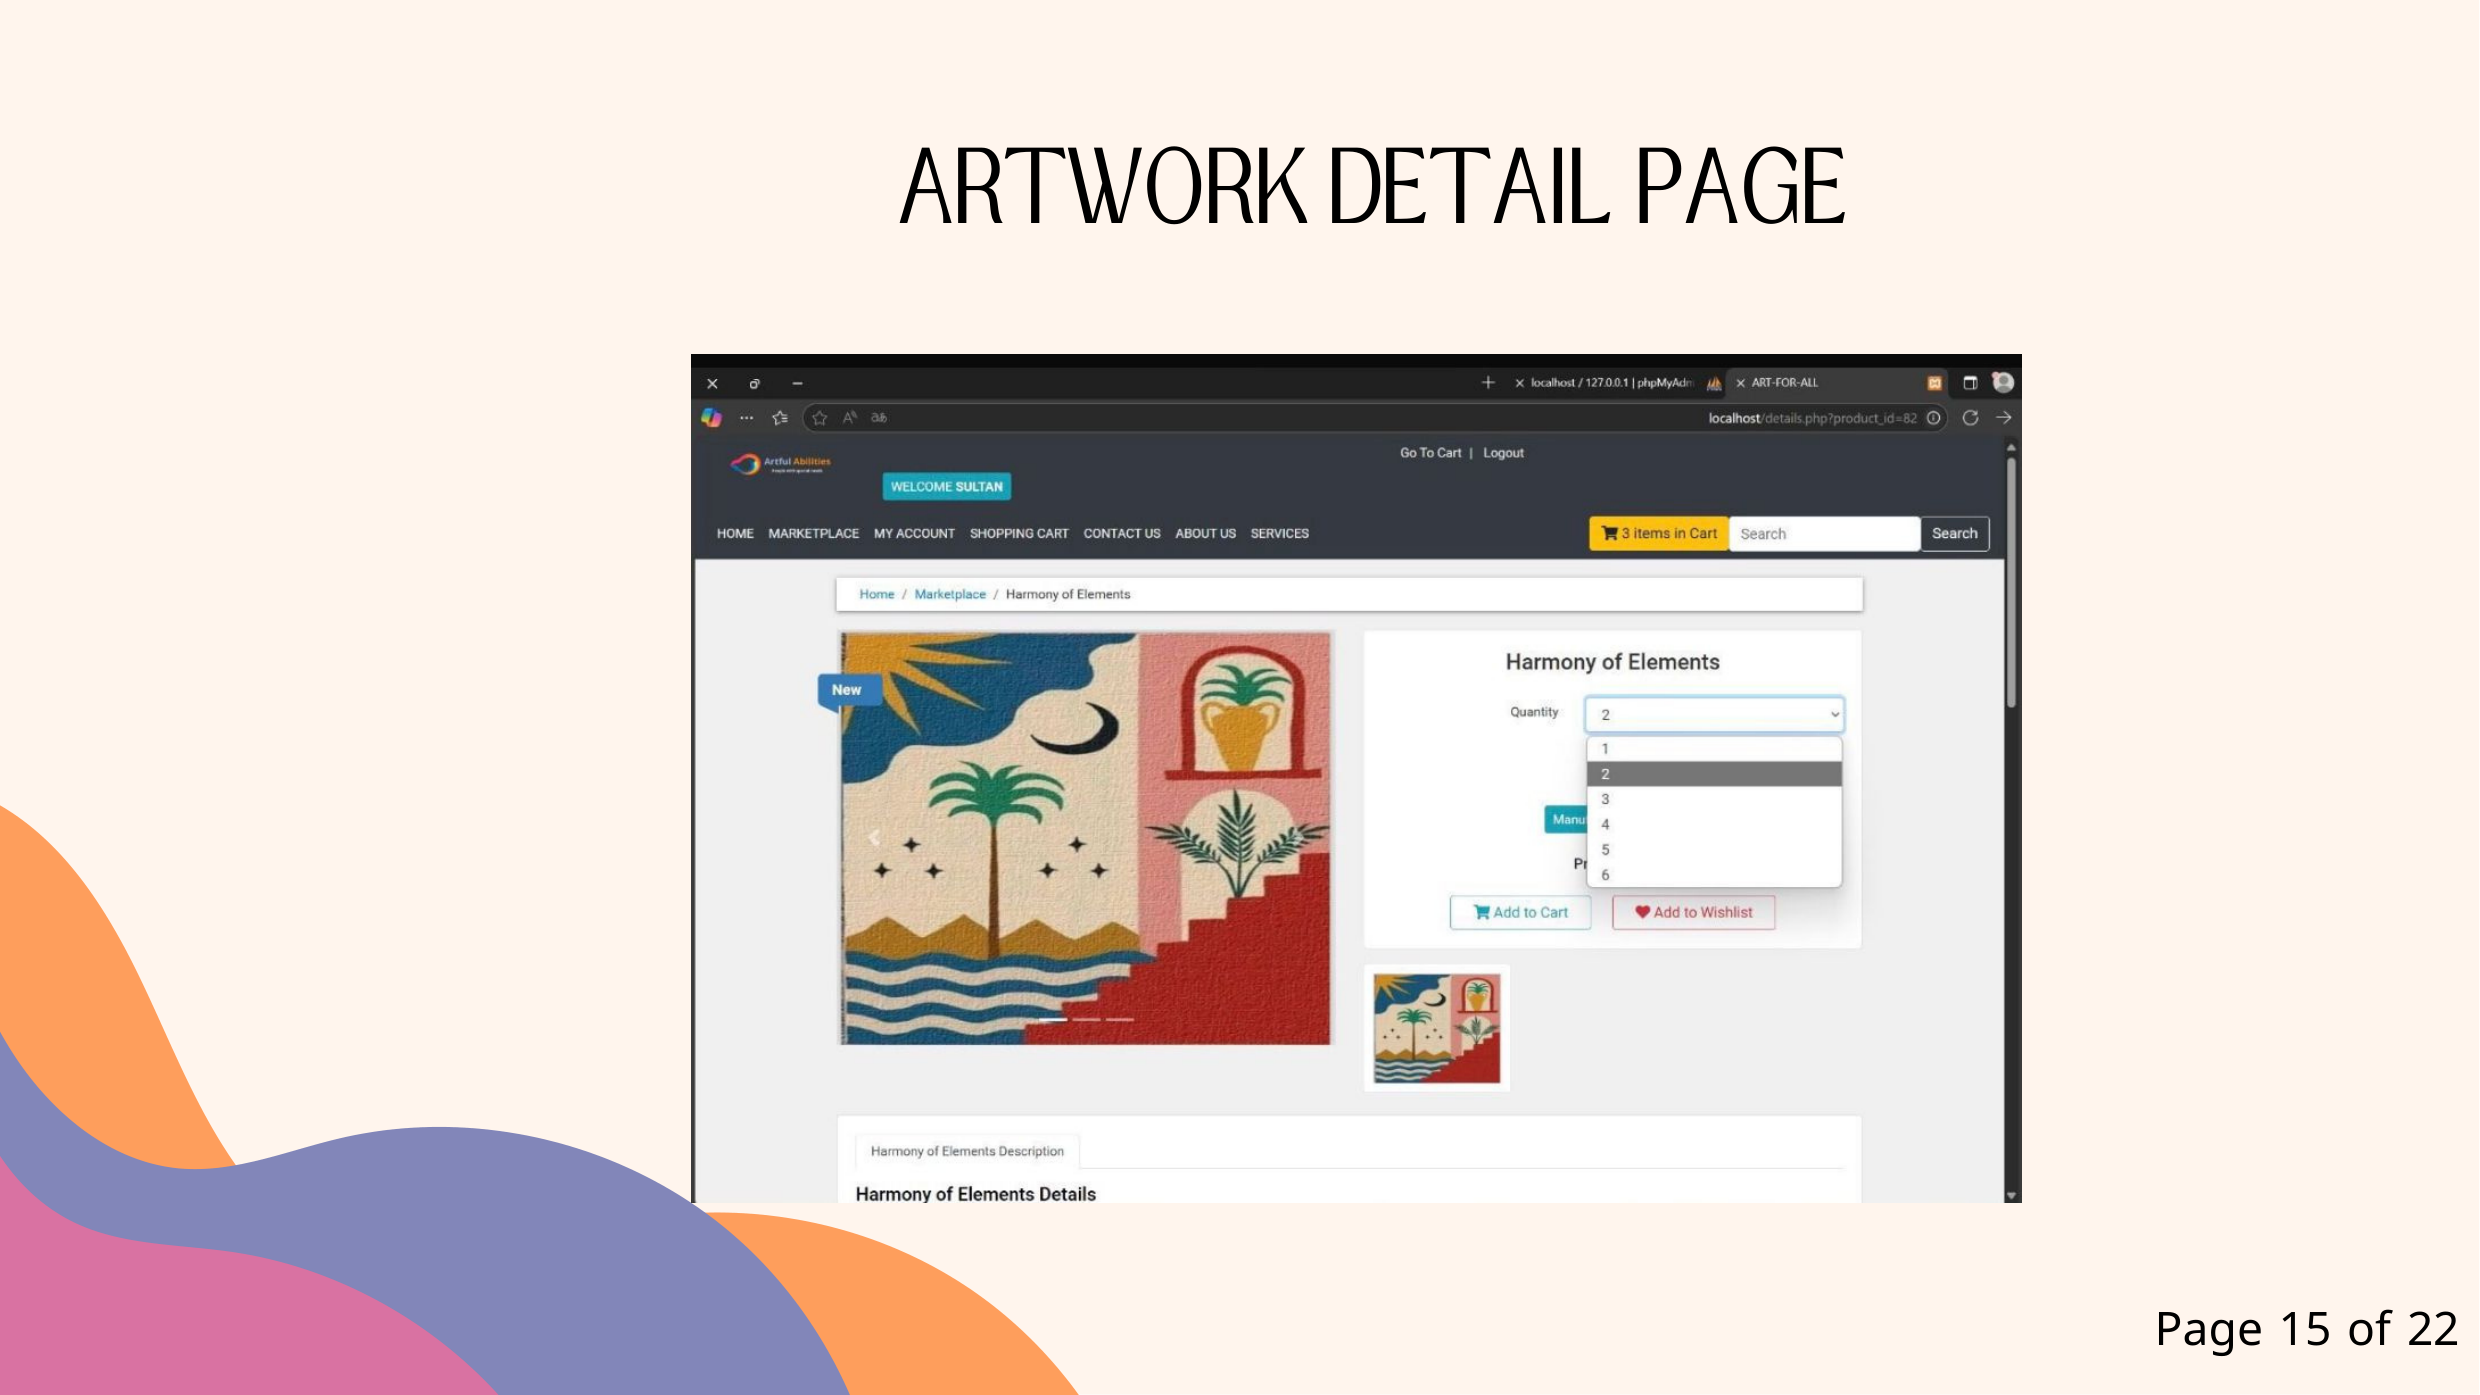 ARTWORK DETAIL PAGE
localhost / 127.0.0.1 | phpMyAdm
ART-FOR-ALL
localhost/details.php?product_id=82
Artful Abilities
Go To Cart | Logout
WELCOME SULTAN
HOME MARKETPLACE MY ACCOUNT SHOPPING CART CONTACT US ABOUT US SERVICES
3 items in Cart
Search
Search
Home / Marketplace / Harmony of Elements
New
Harmony of Elements
Quantity
2
1
2
3
4
5
6
Manu
Pr
Add to Cart
Add to Wishlist
Harmony of Elements Description
Harmony of Elements Details
Page 15 of 22